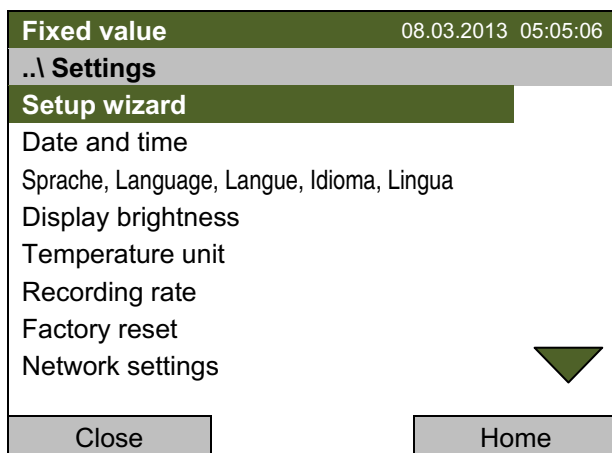 Fixed value 08.03.2013 05:05:06
..\ Settings
Setup wizard
Date and time
Sprache, Language, Langue, Idioma, Lingua
Display brightness
Temperature unit
Recording rate
Factory reset
Network settings
Close Home